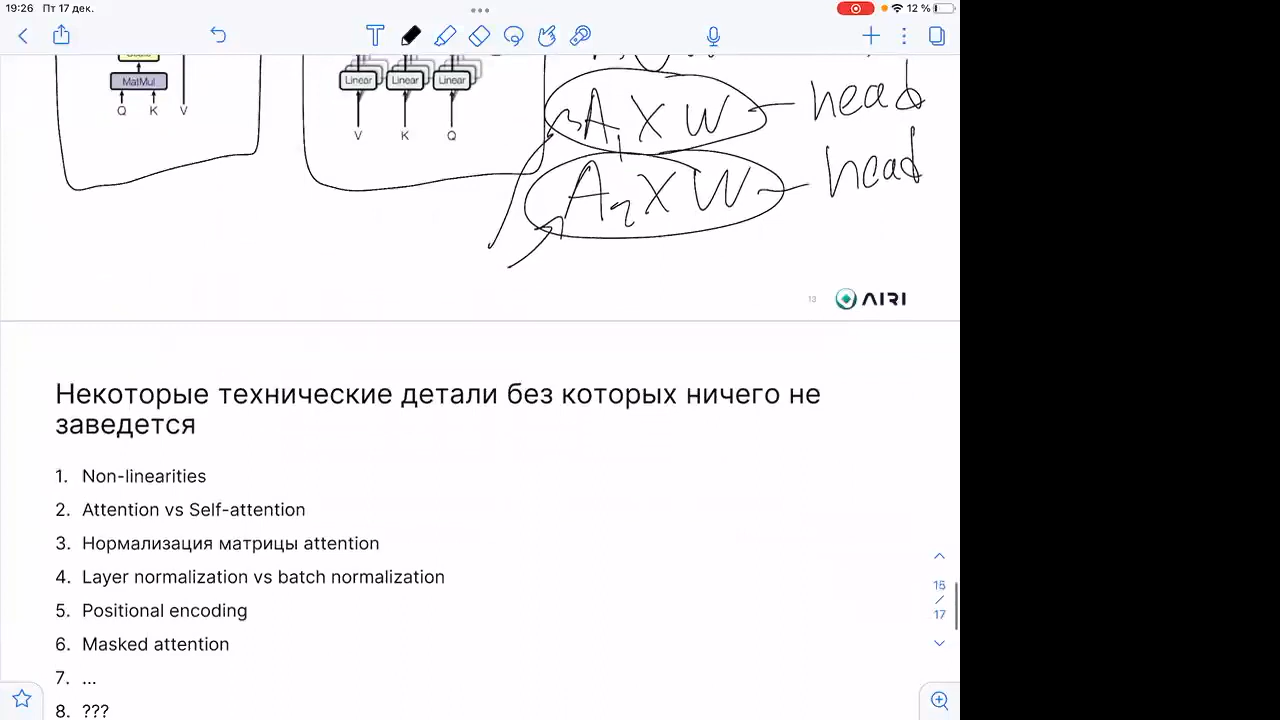 19:26 Пт 17 дек.
12 %
MatMul
Q K V
Linear Linear Linear
V K Q
A1 X W — head
A2 X W — head
13 AIRI
Некоторые технические детали без которых ничего не
заведется
1. Non-linearities
2. Attention vs Self-attention
3. Нормализация матрицы attention
4. Layer normalization vs batch normalization
5. Positional encoding
6. Masked attention
7. ...
8. ???
15
/
17